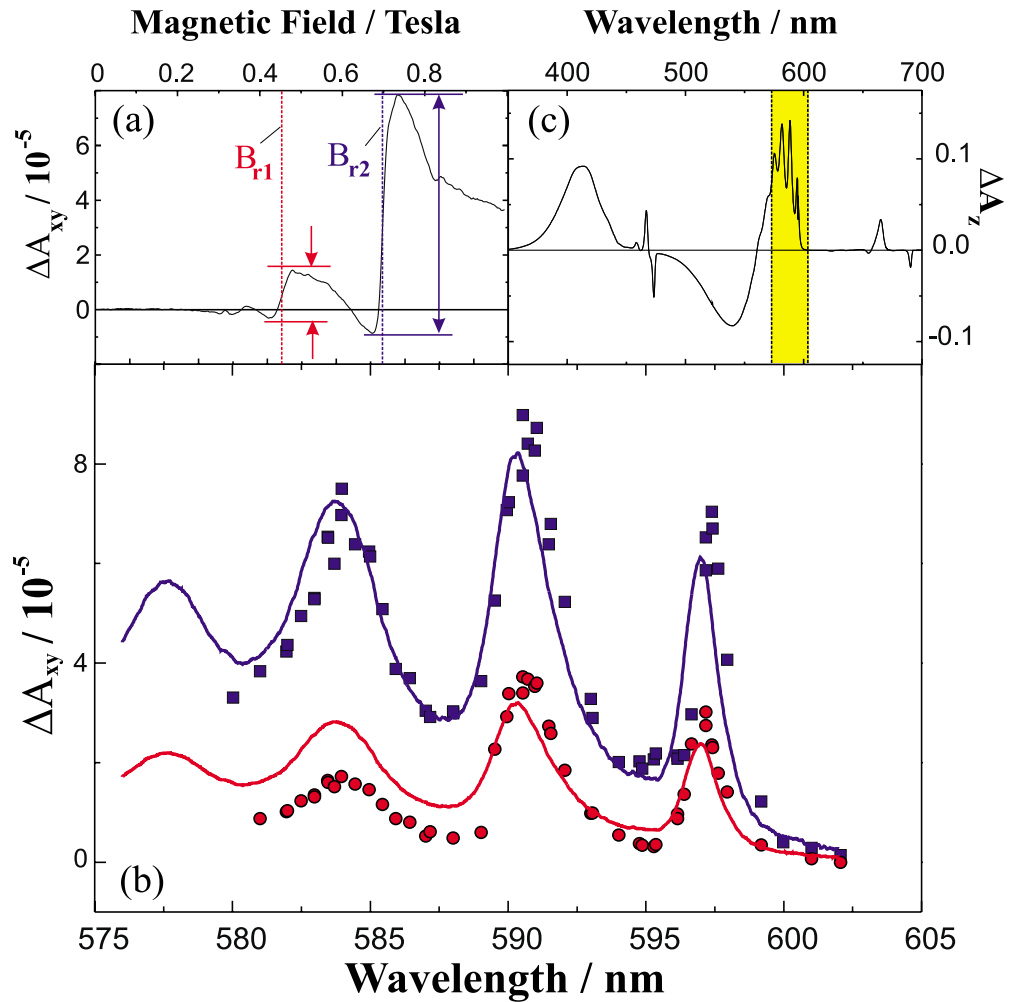 Magnetic Field / Tesla
0 0.2 0.4 0.6 0.8
Wavelength / nm
400 500 600 700
(a)
B_r1
B_r2
6
4
2
0
ΔA_xy / 10^-5
(c)
0.1
0.0
-0.1
ΔA_z
8
4
0
ΔA_xy / 10^-5
(b)
575 580 585 590 595 600 605
Wavelength / nm